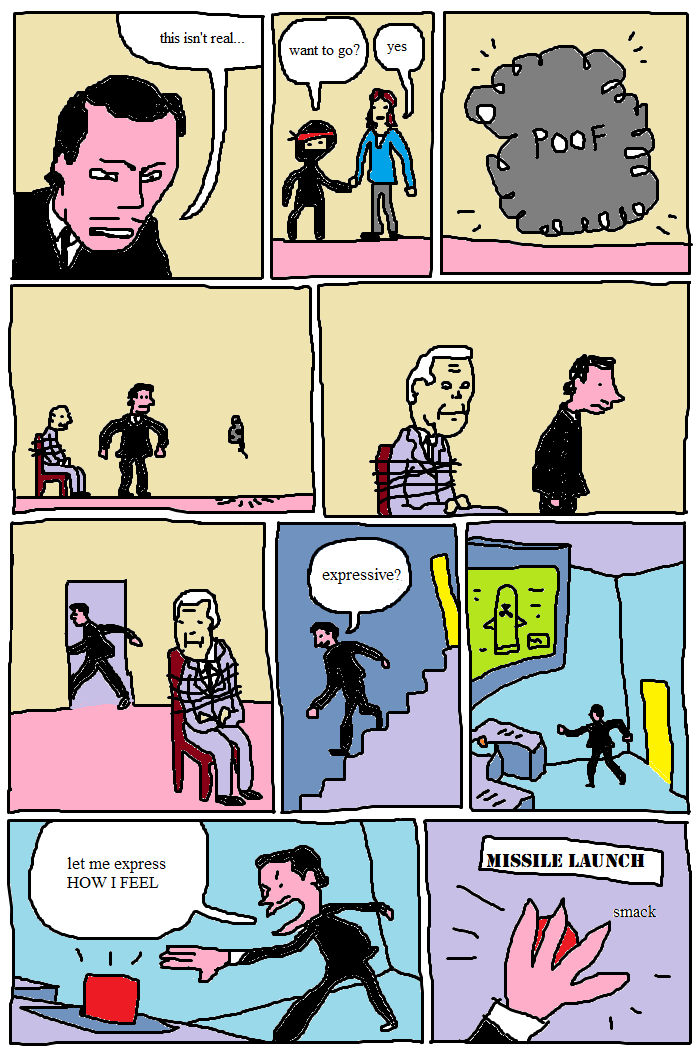 this isn't real...
want to go?
yes
POOF
expressive?
let me express
HOW I FEEL
MISSILE LAUNCH
smack